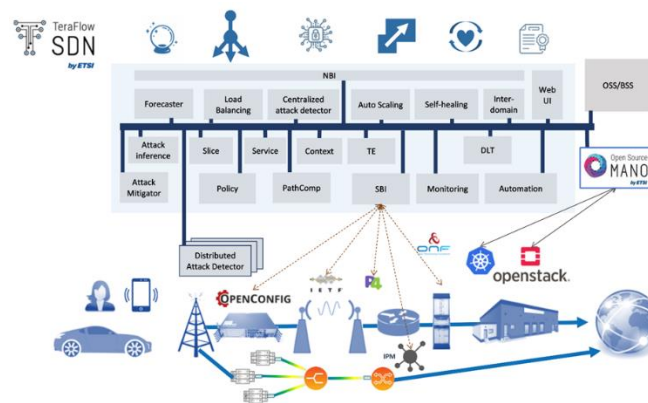 TeraFlow
SDN
by ETSI
NBI
Web
UI
OSS/BSS
Forecaster
Load
Balancing
Centralized
attack detector
Auto Scaling
Self-healing
Inter-
domain
Attack
inference
Slice
Service
Context
TE
DLT
Open Source
MANO
by ETSI
Attack
Mitigator
Policy
PathComp
SBI
Monitoring
Automation
Distributed
Attack Detector
OPENCONFIG
IETF
P4
ONF
openstack.
IPM